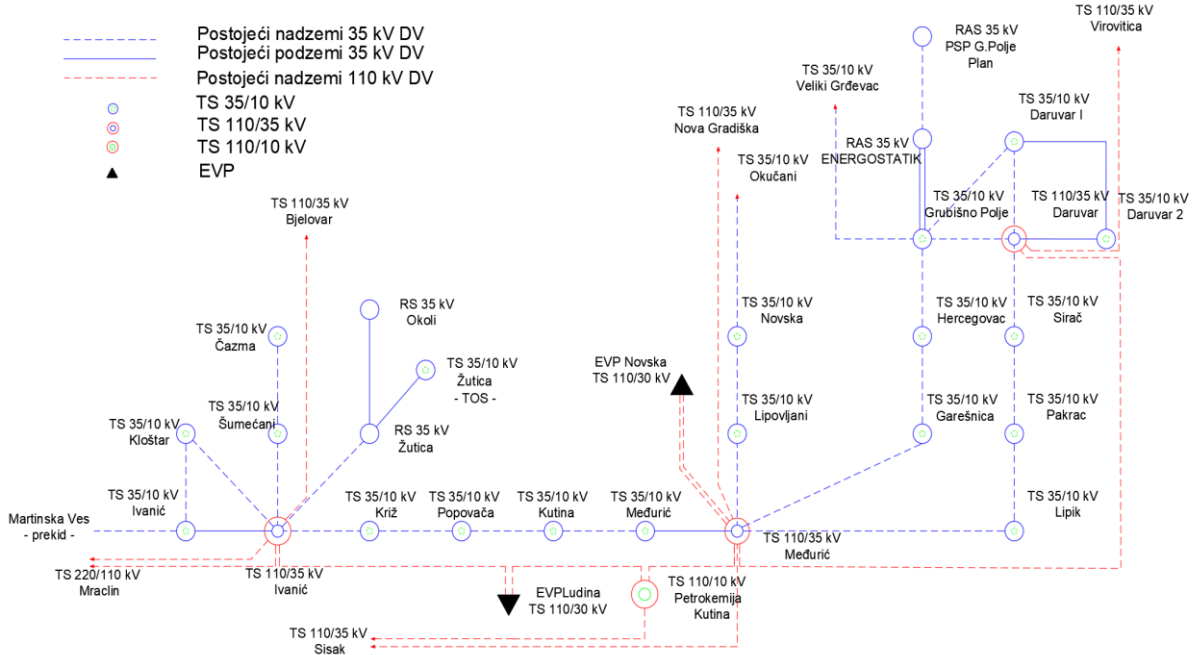 Postojeći nadzemi 35 kV DV
Postojeći podzemi 35 kV DV
Postojeći nadzemi 110 kV DV
TS 35/10 kV
TS 110/35 kV
TS 110/10 kV
EVP
TS 110/35 kV
Virovitica
RAS 35 kV
PSP G.Polje
Plan
TS 35/10 kV
Veliki Grđevac
TS 35/10 kV
Daruvar I
TS 110/35 kV
Nova Gradiška
RAS 35 kV
ENERGOSTATIK
TS 35/10 kV
Okučani
TS 35/10 kV
Grubišno Polje
TS 110/35 kV
Daruvar
TS 35/10 kV
Daruvar 2
TS 110/35 kV
Bjelovar
RS 35 kV
Okoli
TS 35/10 kV
Čazma
TS 35/10 kV
Žutica
- TOS -
TS 35/10 kV
Novska
TS 35/10 kV
Hercegovac
TS 35/10 kV
Sirač
EVP Novska
TS 110/30 kV
TS 35/10 kV
Kloštar
TS 35/10 kV
Šumećani
RS 35 kV
Žutica
TS 35/10 kV
Lipovljani
TS 35/10 kV
Garešnica
TS 35/10 kV
Pakrac
TS 35/10 kV
Ivanić
TS 35/10 kV
Križ
TS 35/10 kV
Popovača
TS 35/10 kV
Kutina
TS 35/10 kV
Međurić
TS 35/10 kV
Lipik
Martinska Ves
- prekid -
TS 110/35 kV
Međurić
TS 220/110 kV
Mraclin
TS 110/35 kV
Ivanić
EVPLudina
TS 110/30 kV
TS 110/10 kV
Petrokemija
Kutina
TS 110/35 kV
Sisak